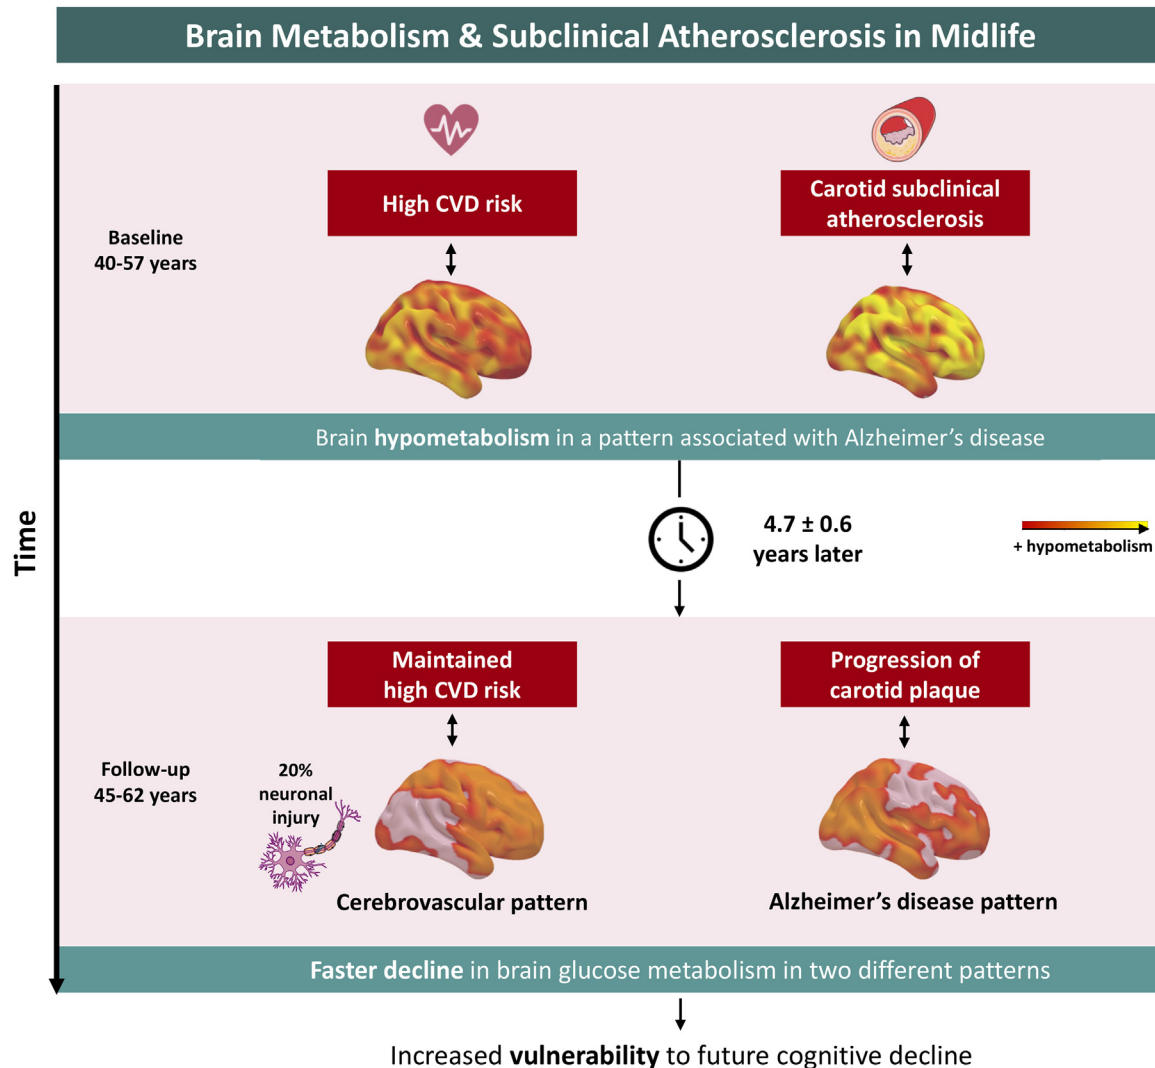 Brain Metabolism & Subclinical Atherosclerosis in Midlife
High CVD risk
Carotid subclinical
atherosclerosis
Baseline
40-57 years
Brain hypometabolism in a pattern associated with Alzheimer's disease
Time
4.7 ± 0.6
years later
+ hypometabolism
Maintained
high CVD risk
Progression of
carotid plaque
Follow-up
45-62 years
20%
neuronal
injury
Cerebrovascular pattern
Alzheimer's disease pattern
Faster decline in brain glucose metabolism in two different patterns
Increased vulnerability to future cognitive decline